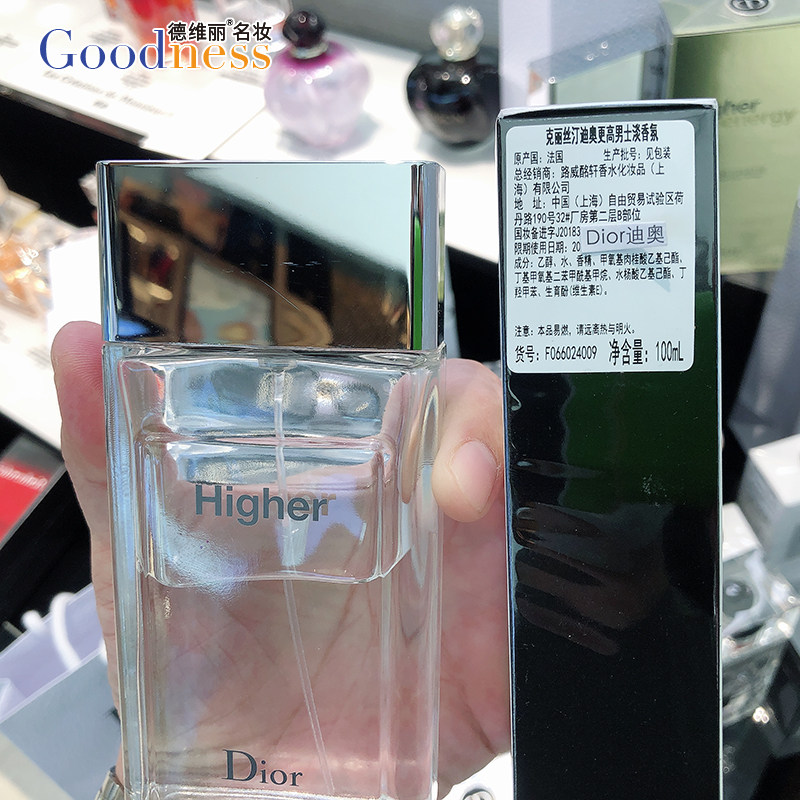 德维丽®名妆
Goodness
克丽丝汀迪奥更高男士淡香氛
原产国：法国 生产批号：见包装
总经销商：路威酩轩香水化妆品（上
海）有限公司
地 址：中国（上海）自由贸易试验区荷
丹路190号32#厂房第二层B部位
国妆备进字J20183
限期使用日期：20
Dior迪奥
成分：乙醇、水、香精、甲氧基肉桂酸乙基己酯、
丁基甲氧基二苯甲酰基甲烷、水杨酸乙基己酯、丁
羟甲苯、生育酚(维生素E)。
注意：本品易燃，请远离热与明火。
货号：F066024009 净含量：100mL
Higher
Dior
her
energy